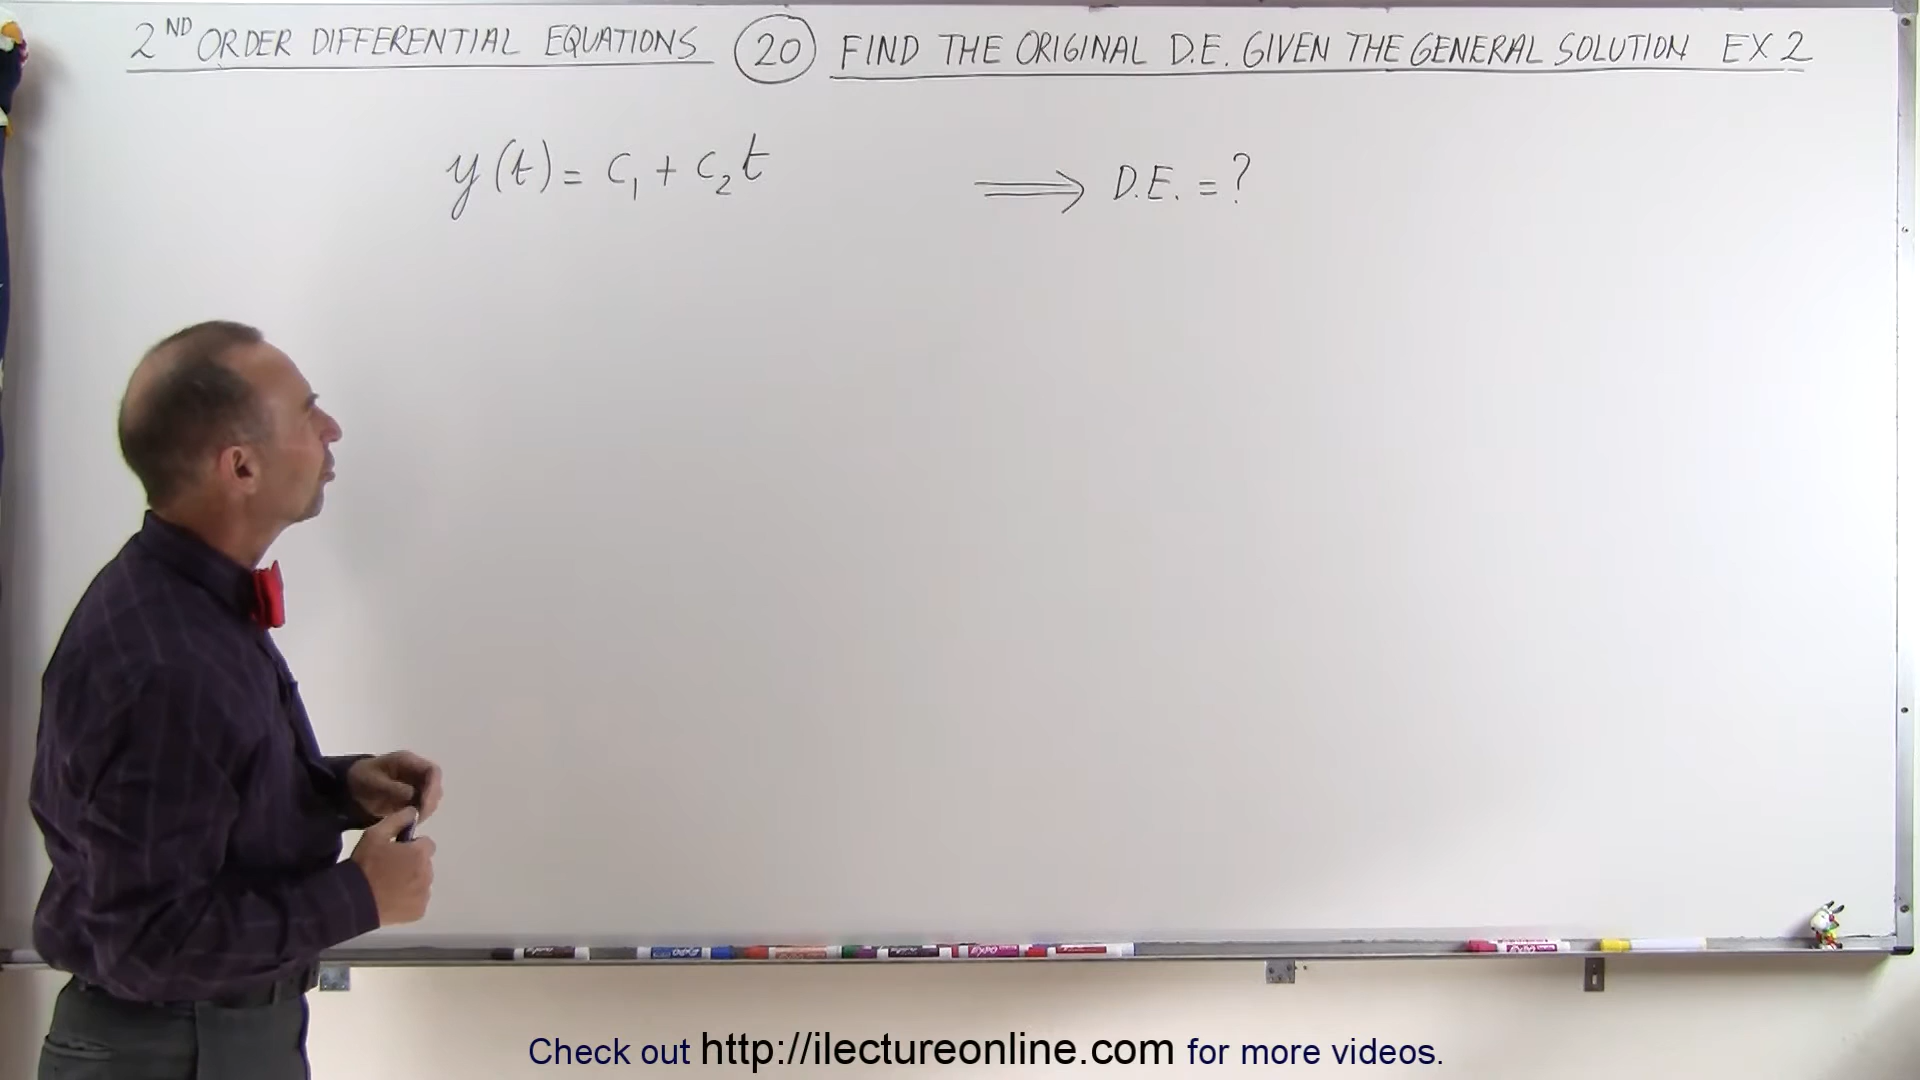 2ND ORDER DIFFERENTIAL EQUATIONS 20 FIND THE ORIGINAL D.E. GIVEN THE GENERAL SOLUTION EX 2
y(t) = C₁ + C₂t ⟹ D.E. = ?
Check out http://ilectureonline.com for more videos.